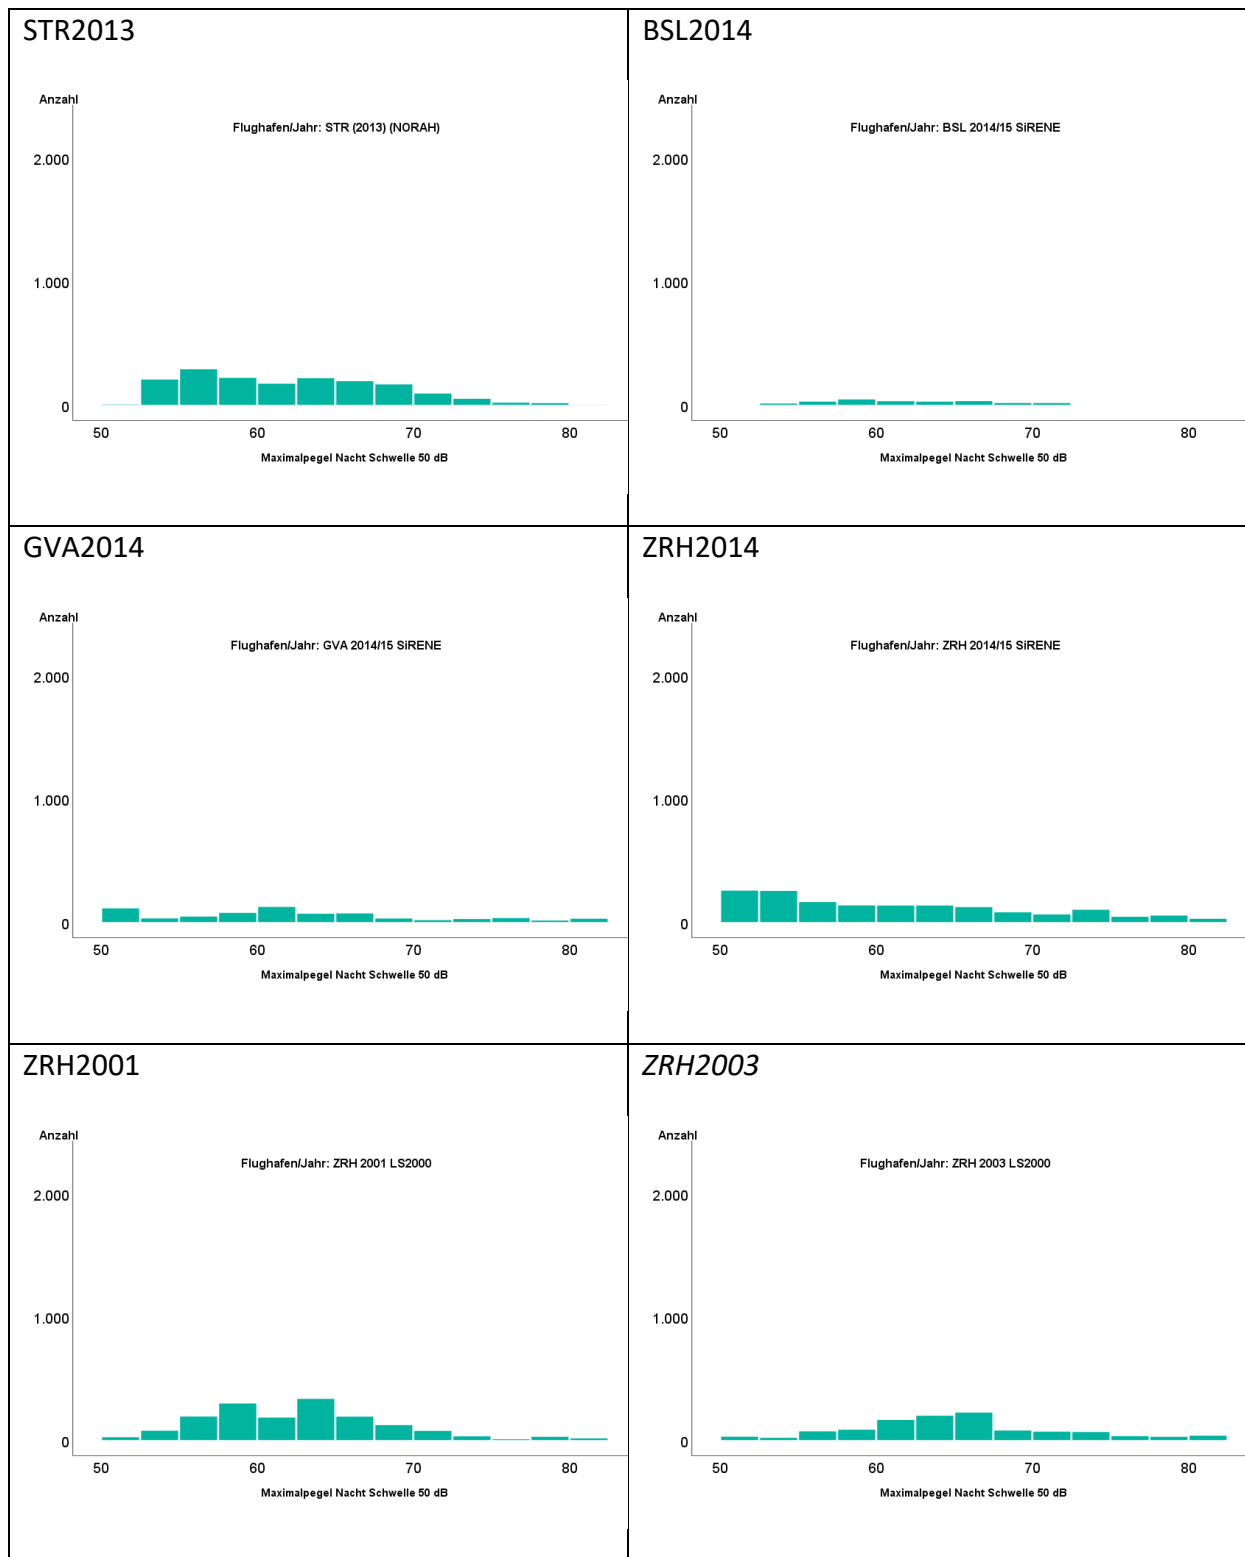 STR2013
Anzahl
Flughafen/Jahr: STR (2013) (NORAH)
2.000
1.000
0
50 60 70 80
Maximalpegel Nacht Schwelle 50 dB
BSL2014
Anzahl
Flughafen/Jahr: BSL 2014/15 SiRENE
2.000
1.000
0
50 60 70 80
Maximalpegel Nacht Schwelle 50 dB
GVA2014
Anzahl
Flughafen/Jahr: GVA 2014/15 SiRENE
2.000
1.000
0
50 60 70 80
Maximalpegel Nacht Schwelle 50 dB
ZRH2014
Anzahl
Flughafen/Jahr: ZRH 2014/15 SiRENE
2.000
1.000
0
50 60 70 80
Maximalpegel Nacht Schwelle 50 dB
ZRH2001
Anzahl
Flughafen/Jahr: ZRH 2001 LS2000
2.000
1.000
0
50 60 70 80
Maximalpegel Nacht Schwelle 50 dB
ZRH2003
Anzahl
Flughafen/Jahr: ZRH 2003 LS2000
2.000
1.000
0
50 60 70 80
Maximalpegel Nacht Schwelle 50 dB